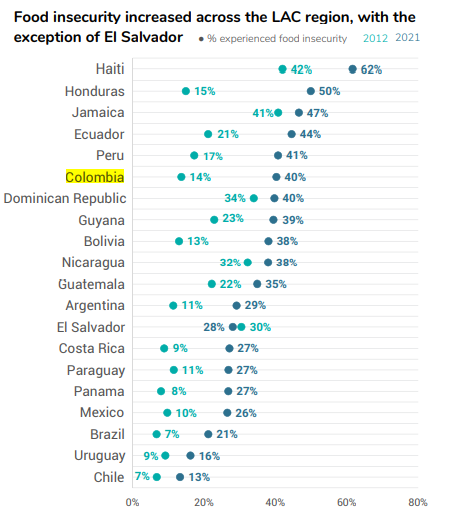 Food insecurity increased across the LAC region, with the
exception of El Salvador ● % experienced food insecurity 2012 2021
Haiti 42% 62%
Honduras 15% 50%
Jamaica 41% 47%
Ecuador 21% 44%
Peru 17% 41%
Colombia 14% 40%
Dominican Republic 34% 40%
Guyana 23% 39%
Bolivia 13% 38%
Nicaragua 32% 38%
Guatemala 22% 35%
Argentina 11% 29%
El Salvador 28% 30%
Costa Rica 9% 27%
Paraguay 11% 27%
Panama 8% 27%
Mexico 10% 26%
Brazil 7% 21%
Uruguay 9% 16%
Chile 7% 13%
0% 20% 40% 60% 80%